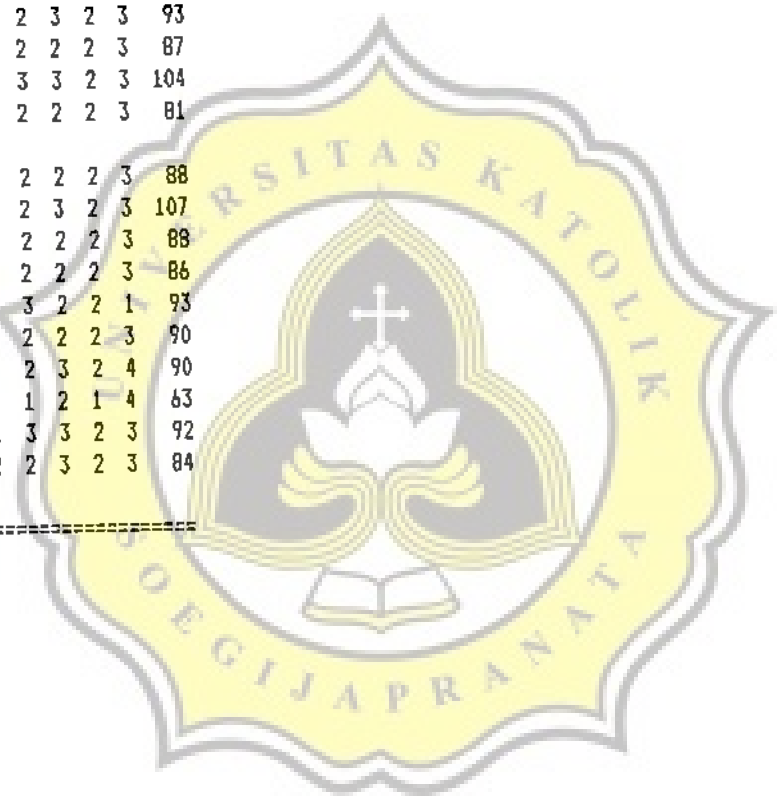 2 3 2 3 93
2 2 2 3 87
3 3 2 3 104
2 2 2 3 81
2 2 2 3 88
2 3 2 3 107
2 2 2 3 88
2 2 2 3 86
3 2 2 1 93
2 2 2 3 90
2 3 2 4 90
1 2 1 4 63
3 3 2 3 92
2 3 2 3 84
UNIVERSITAS KATOLIK
SOEGIJAPRANATA